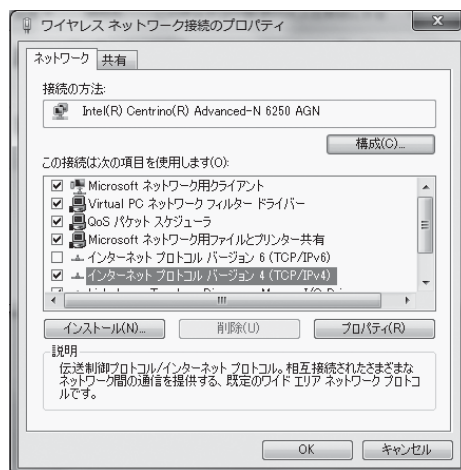 ワイヤレス ネットワーク接続のプロパティ
ネットワーク 共有
接続の方法:
Intel(R) Centrino(R) Advanced-N 6250 AGN
構成(C)...
この接続は次の項目を使用します(O):
Microsoft ネットワーク用クライアント
Virtual PC ネットワーク フィルター ドライバー
QoS パケット スケジューラ
Microsoft ネットワーク用ファイルとプリンター共有
インターネット プロトコル バージョン 6 (TCP/IPv6)
インターネット プロトコル バージョン 4 (TCP/IPv4)
インストール(N)... 削除(U) プロパティ(R)
説明
伝送制御プロトコル/インターネット プロトコル。相互接続されたさまざまな
ネットワーク間の通信を提供する、既定のワイド エリア ネットワーク プロトコ
ルです。
OK キャンセル